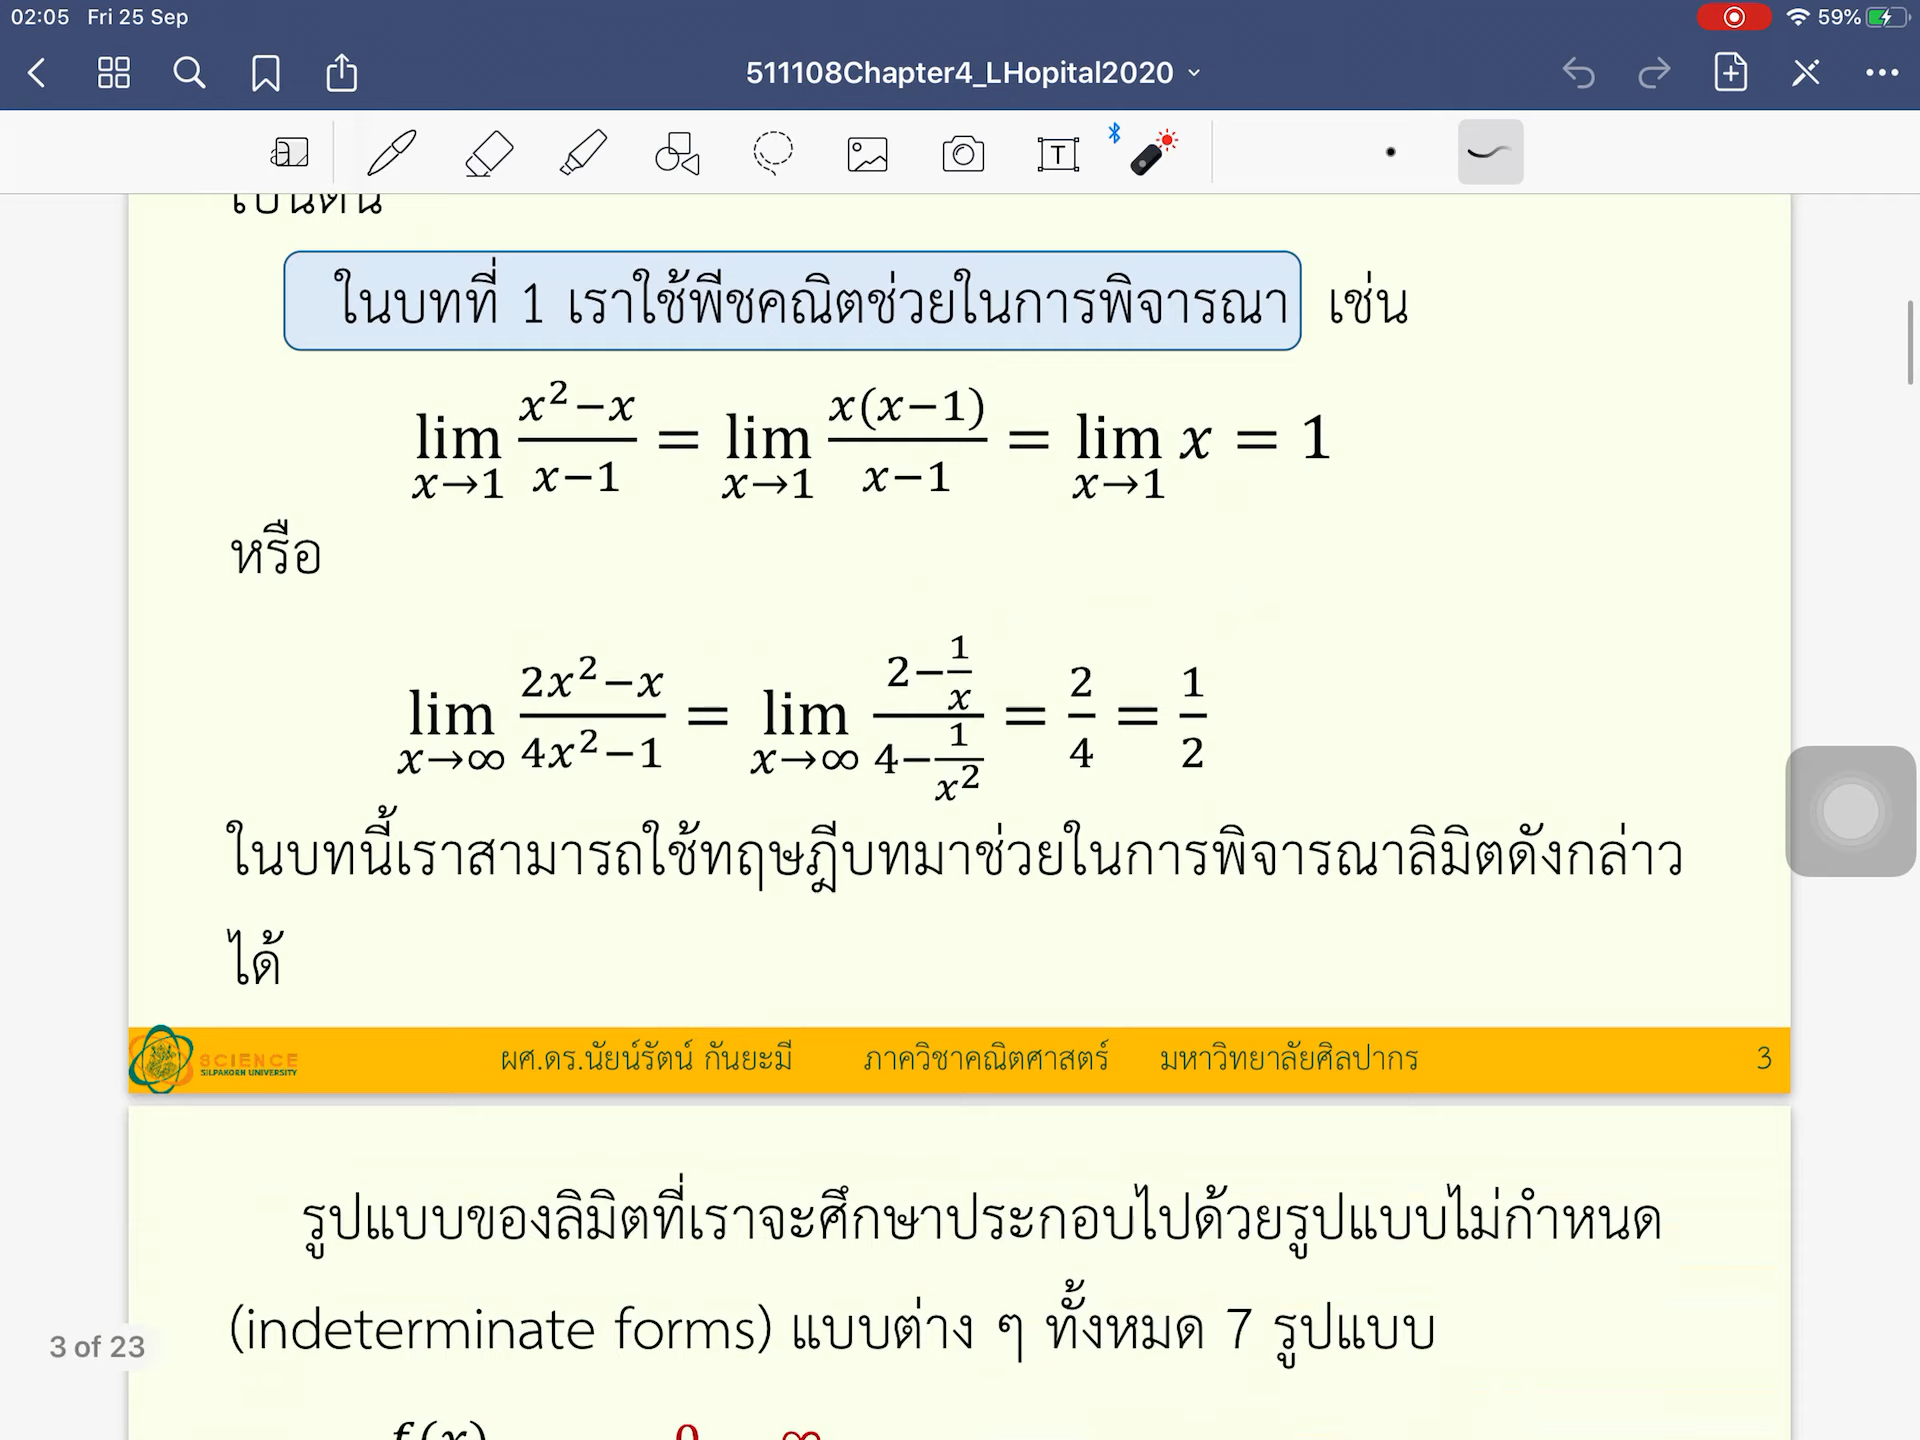 02:05 Fri 25 Sep 59%
511108Chapter4_LHopital2020
เป็นต้น
ในบทที่ 1 เราใช้พีชคณิตช่วยในการพิจารณา เช่น
lim x→1 (x² − x)/(x − 1) = lim x→1 x(x − 1)/(x − 1) = lim x→1 x = 1
หรือ
lim x→∞ (2x² − x)/(4x² − 1) = lim x→∞ (2 − 1/x)/(4 − 1/x²) = 2/4 = 1/2
ในบทนี้เราสามารถใช้ทฤษฎีบทมาช่วยในการพิจารณาลิมิตดังกล่าว
ได้
SCIENCE
SILPAKORN UNIVERSITY
ผศ.ดร.นัยน์รัตน์ กันยะมี ภาควิชาคณิตศาสตร์ มหาวิทยาลัยศิลปากร 3
รูปแบบของลิมิตที่เราจะศึกษาประกอบไปด้วยรูปแบบไม่กำหนด
(indeterminate forms) แบบต่าง ๆ ทั้งหมด 7 รูปแบบ
3 of 23
f(x) 0 ∞